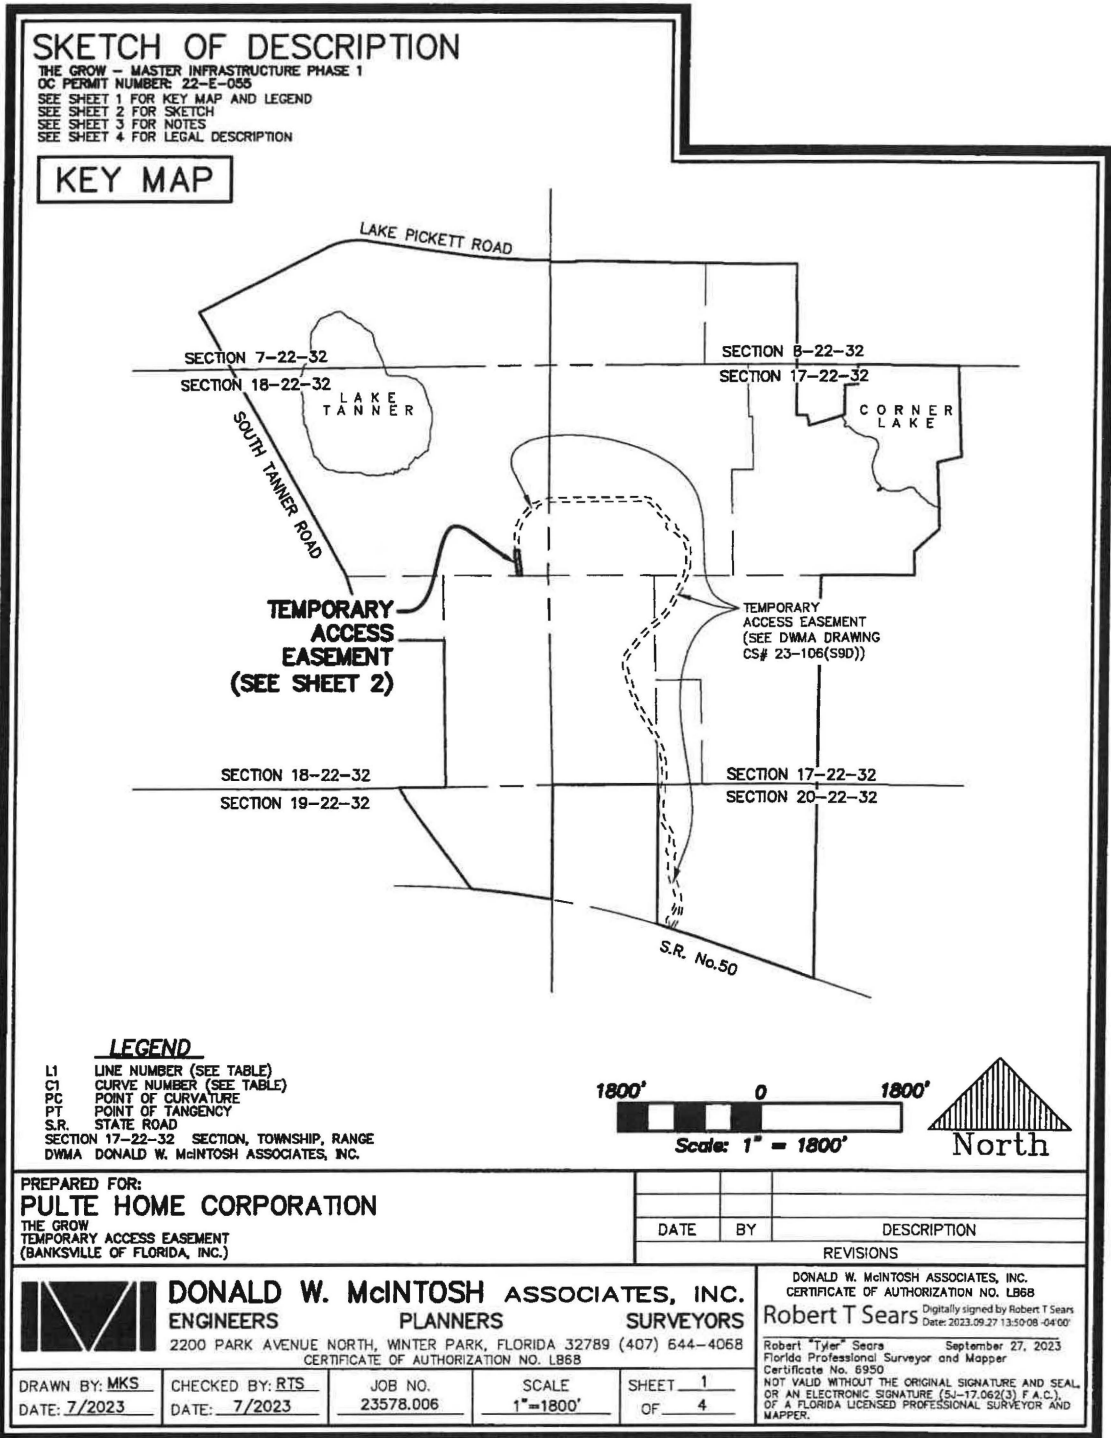 SKETCH OF DESCRIPTION
THE GROW – MASTER INFRASTRUCTURE PHASE 1
OC PERMIT NUMBER: 22-E-055
SEE SHEET 1 FOR KEY MAP AND LEGEND
SEE SHEET 2 FOR SKETCH
SEE SHEET 3 FOR NOTES
SEE SHEET 4 FOR LEGAL DESCRIPTION
KEY MAP
LAKE PICKETT ROAD
SECTION 7-22-32
SECTION 18-22-32
SECTION 8-22-32
SECTION 17-22-32
LAKE
TANNER
CORNER
LAKE
SOUTH TANNER ROAD
TEMPORARY
ACCESS
EASEMENT
(SEE SHEET 2)
TEMPORARY
ACCESS EASEMENT
(SEE DWMA DRAWING
CS# 23-106(S9D))
SECTION 18-22-32
SECTION 19-22-32
SECTION 17-22-32
SECTION 20-22-32
S.R. No.50
LEGEND
L1 LINE NUMBER (SEE TABLE)
C1 CURVE NUMBER (SEE TABLE)
PC POINT OF CURVATURE
PT POINT OF TANGENCY
S.R. STATE ROAD
SECTION 17-22-32 SECTION, TOWNSHIP, RANGE
DWMA DONALD W. McINTOSH ASSOCIATES, INC.
1800' 0 1800'
Scale: 1" = 1800'
North
PREPARED FOR:
PULTE HOME CORPORATION
THE GROW
TEMPORARY ACCESS EASEMENT
(BANKSVILLE OF FLORIDA, INC.)
DATE BY DESCRIPTION
REVISIONS
DONALD W. McINTOSH ASSOCIATES, INC.
ENGINEERS PLANNERS SURVEYORS
2200 PARK AVENUE NORTH, WINTER PARK, FLORIDA 32789 (407) 644-4068
CERTIFICATE OF AUTHORIZATION NO. LB68
DONALD W. McINTOSH ASSOCIATES, INC.
CERTIFICATE OF AUTHORIZATION NO. LB68
Robert T Sears
Digitally signed by Robert T Sears
Date: 2023.09.27 13:50:08 -04'00'
Robert "Tyler" Sears September 27, 2023
Florida Professional Surveyor and Mapper
Certificate No. 6950
NOT VALID WITHOUT THE ORIGINAL SIGNATURE AND SEAL
OR AN ELECTRONIC SIGNATURE (5J-17.062(3) F.A.C.),
OF A FLORIDA LICENSED PROFESSIONAL SURVEYOR AND
MAPPER.
DRAWN BY: MKS
DATE: 7/2023
CHECKED BY: RTS
DATE: 7/2023
JOB NO.
23578.006
SCALE
1"=1800'
SHEET 1
OF 4